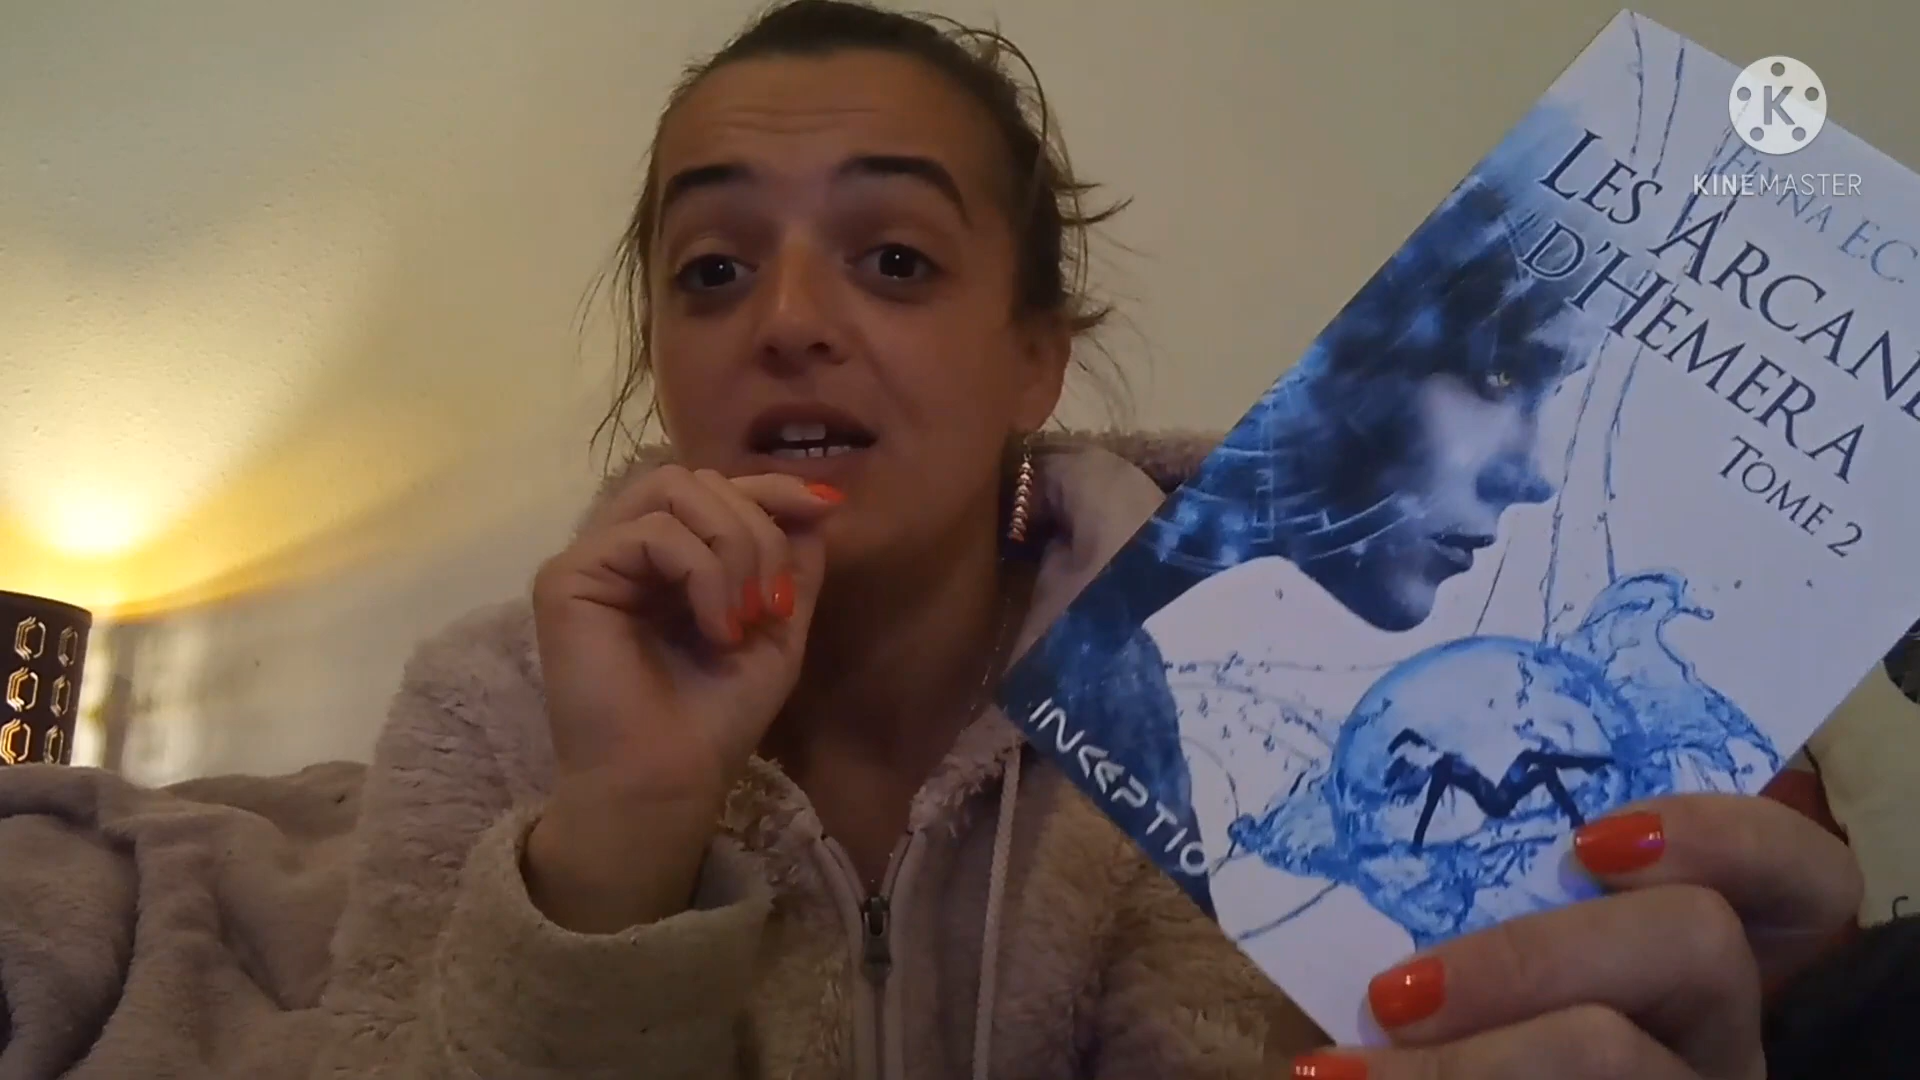 K
KINEMASTER
E.C.
LES ARCANE
D'HEMERA
TOME 2
INCEPTIO